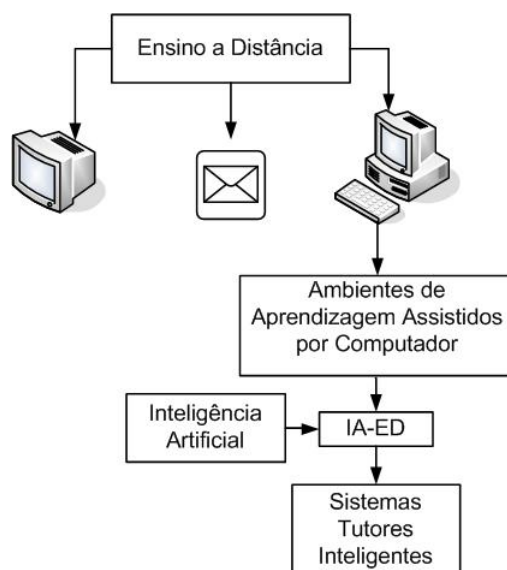 Ensino a Distância
Ambientes de
Aprendizagem Assistidos
por Computador
Inteligência
Artificial
IA-ED
Sistemas
Tutores
Inteligentes